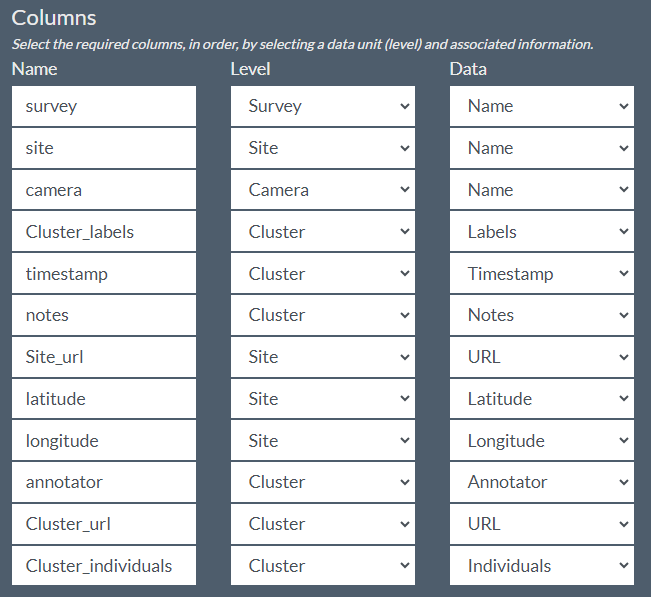 Columns
Select the required columns, in order, by selecting a data unit (level) and associated information.
Name Level Data
survey Survey Name
site Site Name
camera Camera Name
Cluster_labels Cluster Labels
timestamp Cluster Timestamp
notes Cluster Notes
Site_url Site URL
latitude Site Latitude
longitude Site Longitude
annotator Cluster Annotator
Cluster_url Cluster URL
Cluster_individuals Cluster Individuals